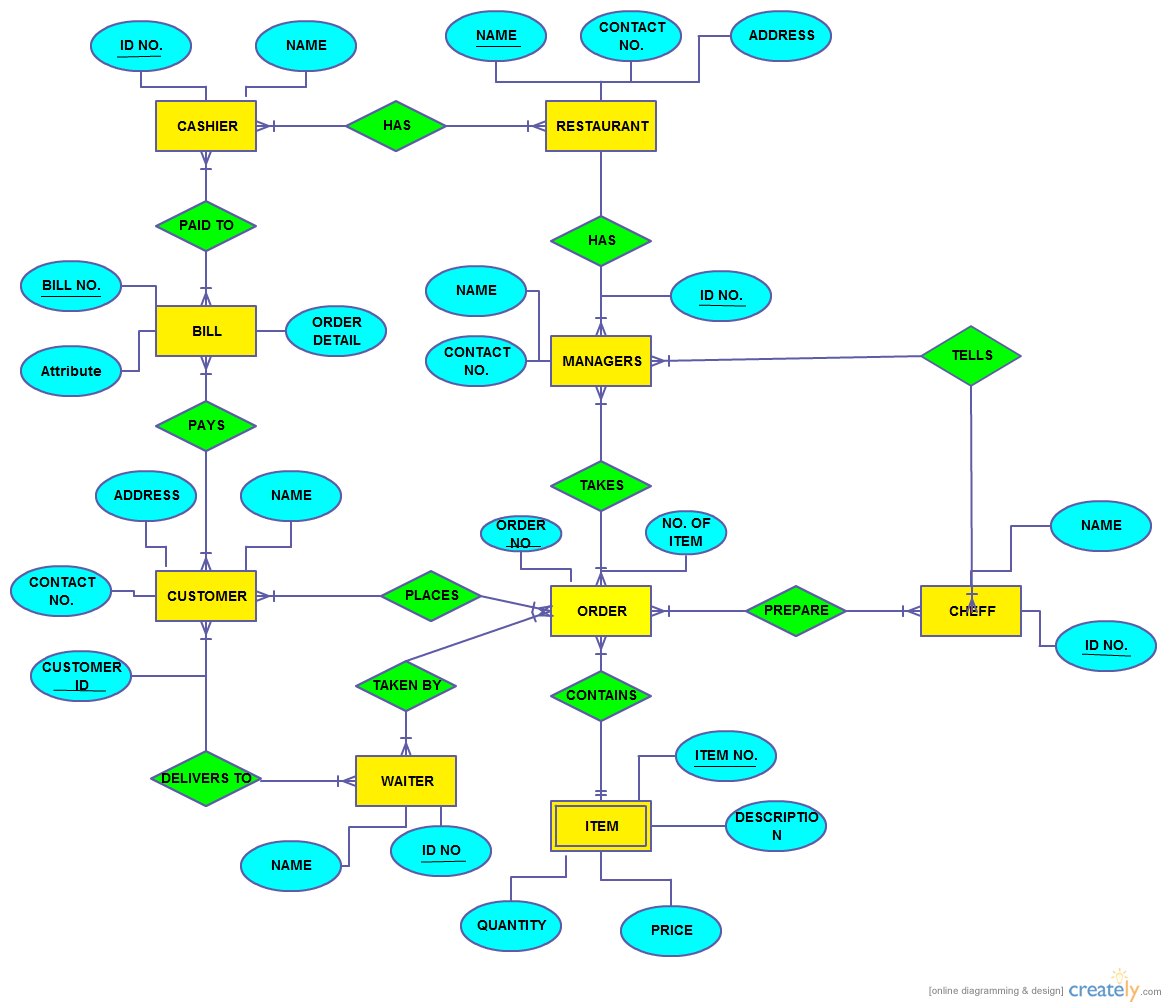 ID NO.
NAME
NAME
CONTACT
NO.
ADDRESS
CASHIER
HAS
RESTAURANT
PAID TO
HAS
BILL NO.
NAME
ID NO.
ORDER
DETAIL
BILL
Attribute
CONTACT
NO.
MANAGERS
TELLS
PAYS
ADDRESS
NAME
TAKES
ORDER
NO
NO. OF
ITEM
NAME
CONTACT
NO.
CUSTOMER
PLACES
ORDER
PREPARE
CHEFF
ID NO.
CUSTOMER
ID
TAKEN BY
CONTAINS
DELIVERS TO
WAITER
ITEM NO.
ITEM
DESCRIPTIO
N
NAME
ID NO
QUANTITY
PRICE
[online diagramming & design] creately.com